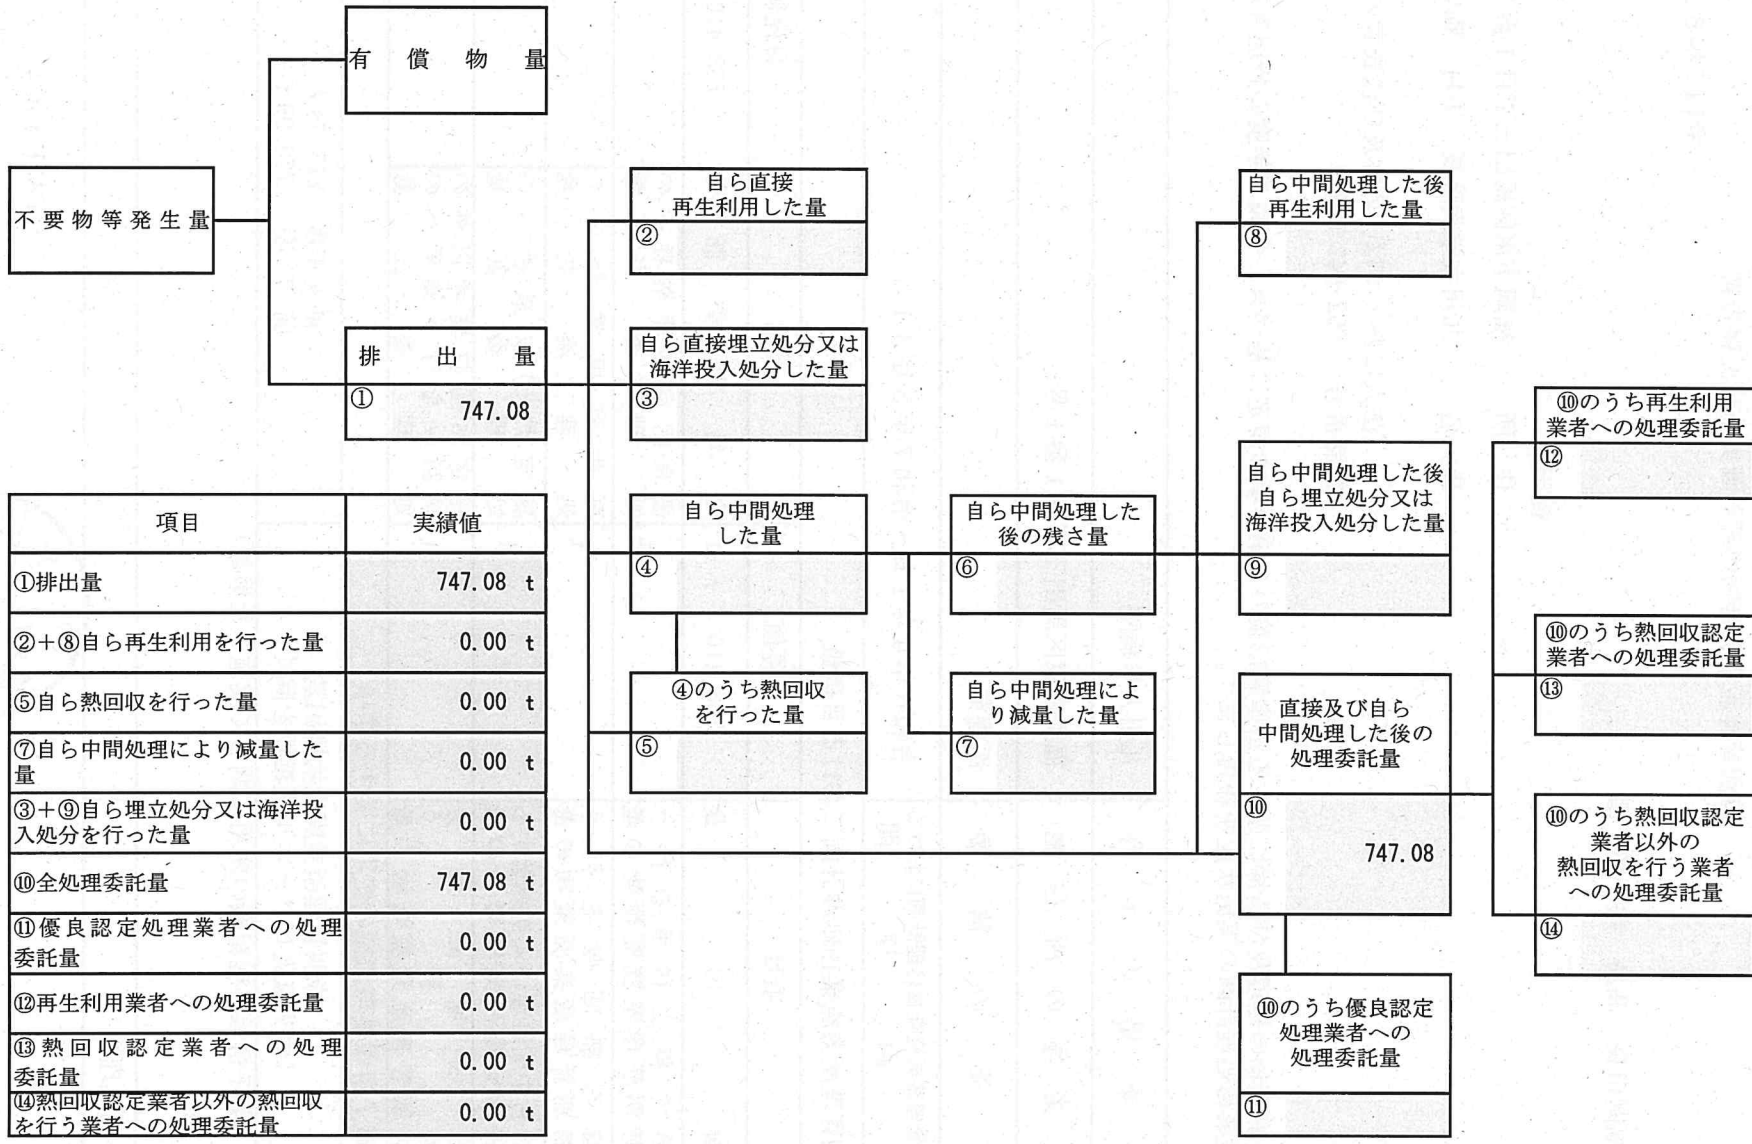 有償物量
不要物等発生量
排出量
①
747.08
自ら直接
再生利用した量
②
自ら直接埋立処分又は
海洋投入処分した量
③
自ら中間処理
した量
④
④のうち熱回収
を行った量
⑤
自ら中間処理した
後の残さ量
⑥
自ら中間処理によ
り減量した量
⑦
自ら中間処理した後
再生利用した量
⑧
自ら中間処理した後
自ら埋立処分又は
海洋投入処分した量
⑨
直接及び自ら
中間処理した後の
処理委託量
⑩
747.08
⑩のうち優良認定
処理業者への
処理委託量
⑪
⑩のうち再生利用
業者への処理委託量
⑫
⑩のうち熱回収認定
業者への処理委託量
⑬
⑩のうち熱回収認定
業者以外の
熱回収を行う業者
への処理委託量
⑭
項目 実績値
①排出量 747.08 t
②+⑧自ら再生利用を行った量 0.00 t
⑤自ら熱回収を行った量 0.00 t
⑦自ら中間処理により減量した
量 0.00 t
③+⑨自ら埋立処分又は海洋投
入処分を行った量 0.00 t
⑩全処理委託量 747.08 t
⑪優良認定処理業者への処理
委託量 0.00 t
⑫再生利用業者への処理委託量 0.00 t
⑬熱回収認定業者への処理
委託量 0.00 t
⑭熱回収認定業者以外の熱回収
を行う業者への処理委託量 0.00 t